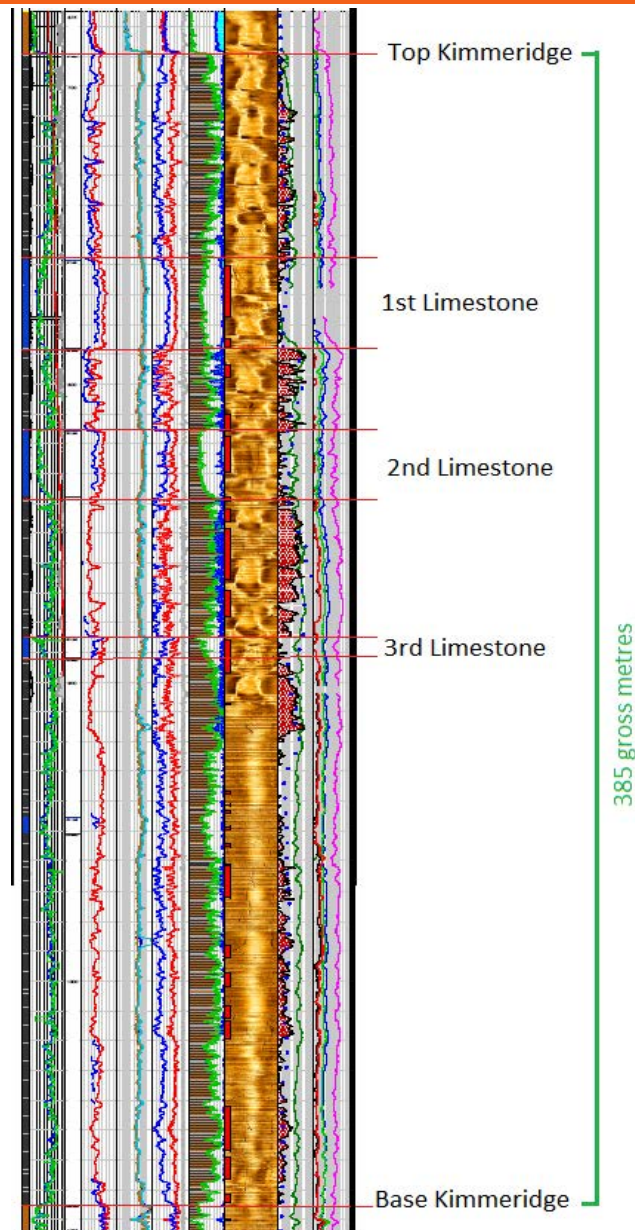 Top Kimmeridge
1st Limestone
2nd Limestone
3rd Limestone
385 gross metres
Base Kimmeridge